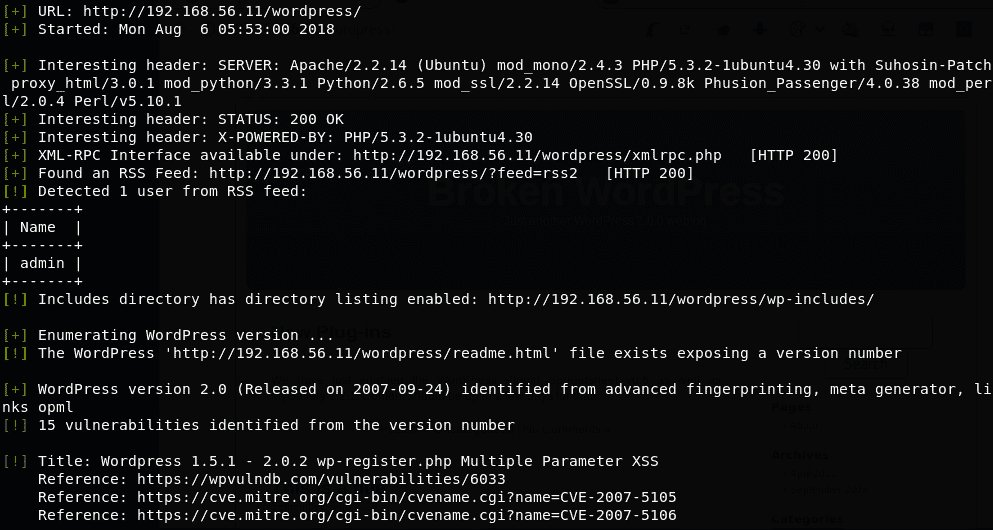 [+] URL: http://192.168.56.11/wordpress/
[+] Started: Mon Aug  6 05:53:00 2018
[+] Interesting header: SERVER: Apache/2.2.14 (Ubuntu) mod_mono/2.4.3 PHP/5.3.2-1ubuntu4.30 with Suhosin-Patch
proxy_html/3.0.1 mod_python/3.3.1 Python/2.6.5 mod_ssl/2.2.14 OpenSSL/0.9.8k Phusion_Passenger/4.0.38 mod_per
l/2.0.4 Perl/v5.10.1
[+] Interesting header: STATUS: 200 OK
[+] Interesting header: X-POWERED-BY: PHP/5.3.2-1ubuntu4.30
[+] XML-RPC Interface available under: http://192.168.56.11/wordpress/xmlrpc.php   [HTTP 200]
[+] Found an RSS Feed: http://192.168.56.11/wordpress/?feed=rss2   [HTTP 200]
Broken WordPress
[!] Detected 1 user from RSS feed:
+-------+
| Name  |
+-------+
| admin |
+-------+
[!] Includes directory has directory listing enabled: http://192.168.56.11/wordpress/wp-includes/
Plug-ins
[+] Enumerating WordPress version ...
[!] The WordPress 'http://192.168.56.11/wordpress/readme.html' file exists exposing a version number
Search
[+] WordPress version 2.0 (Released on 2007-09-24) identified from advanced fingerprinting, meta generator, li
nks opml
Pages
[!] 15 vulnerabilities identified from the version number
Archives
[!] Title: Wordpress 1.5.1 - 2.0.2 wp-register.php Multiple Parameter XSS
Reference: https://wpvulndb.com/vulnerabilities/6033
Reference: https://cve.mitre.org/cgi-bin/cvename.cgi?name=CVE-2007-5105
Reference: https://cve.mitre.org/cgi-bin/cvename.cgi?name=CVE-2007-5106
Categories